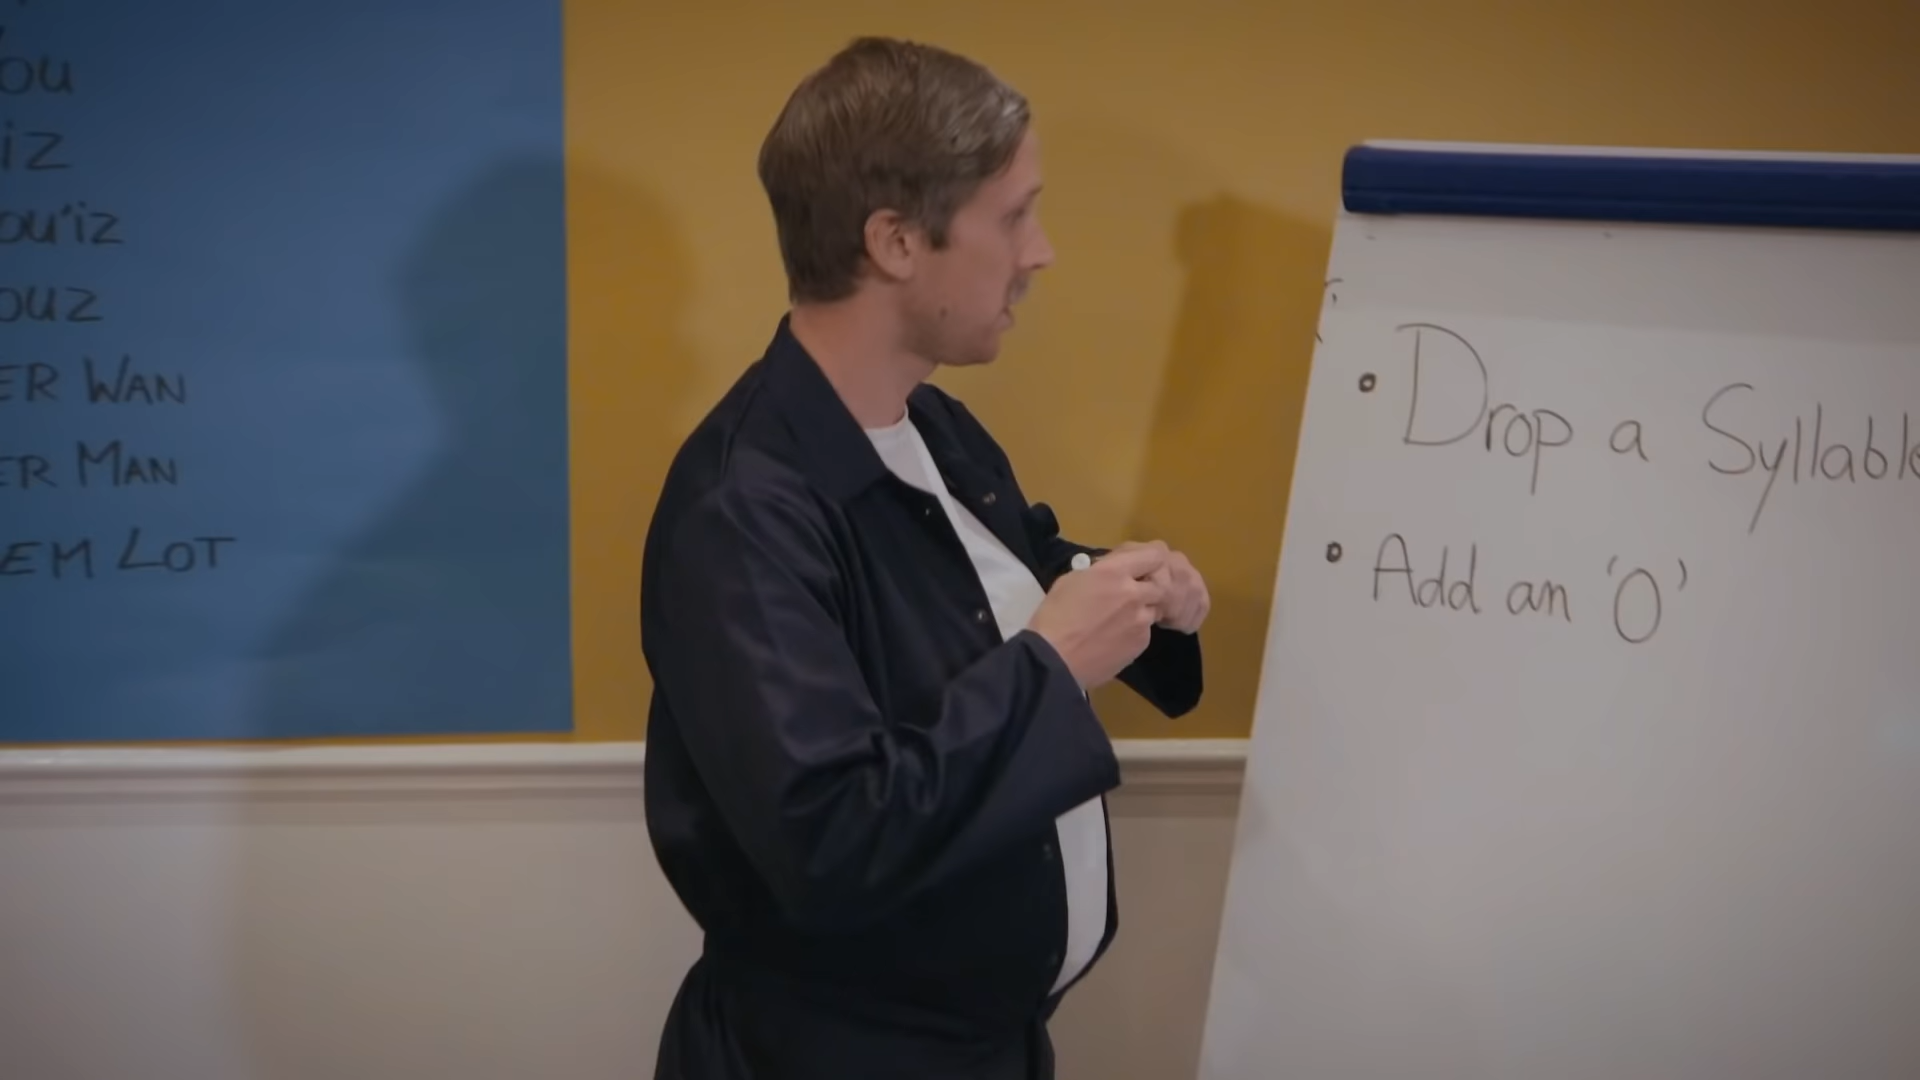 ou
iz
ou'iz
ouz
ER WAN
ER MAN
EM LOT
• Drop a Syllable
• Add an 'O'